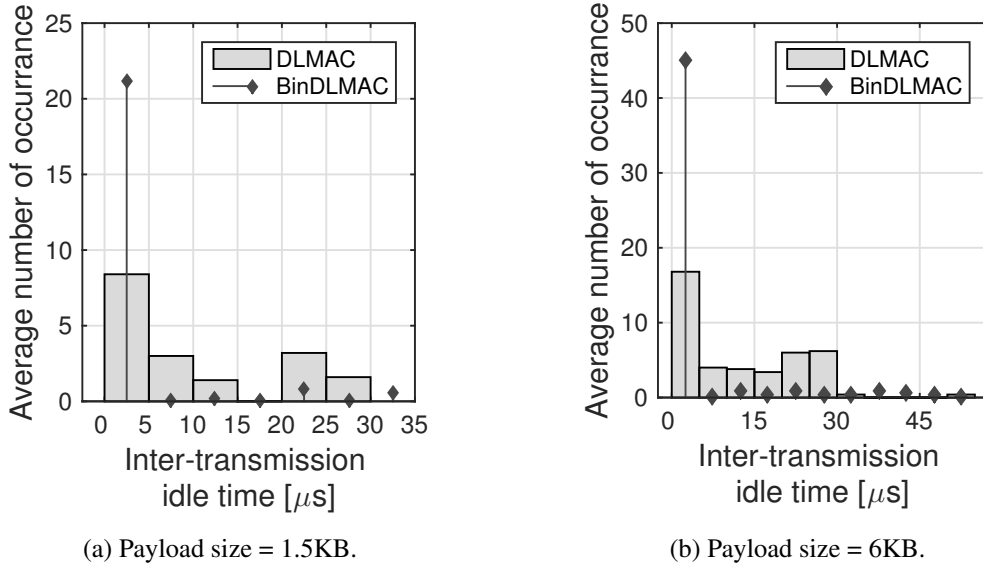 Average number of occurrance
25
20
15
10
5
0
DLMAC
BinDLMAC
0 5 10 15 20 25 30 35
Inter-transmission
idle time [μs]
(a) Payload size = 1.5KB.
Average number of occurrance
50
40
30
20
10
0
DLMAC
BinDLMAC
0 15 30 45
Inter-transmission
idle time [μs]
(b) Payload size = 6KB.